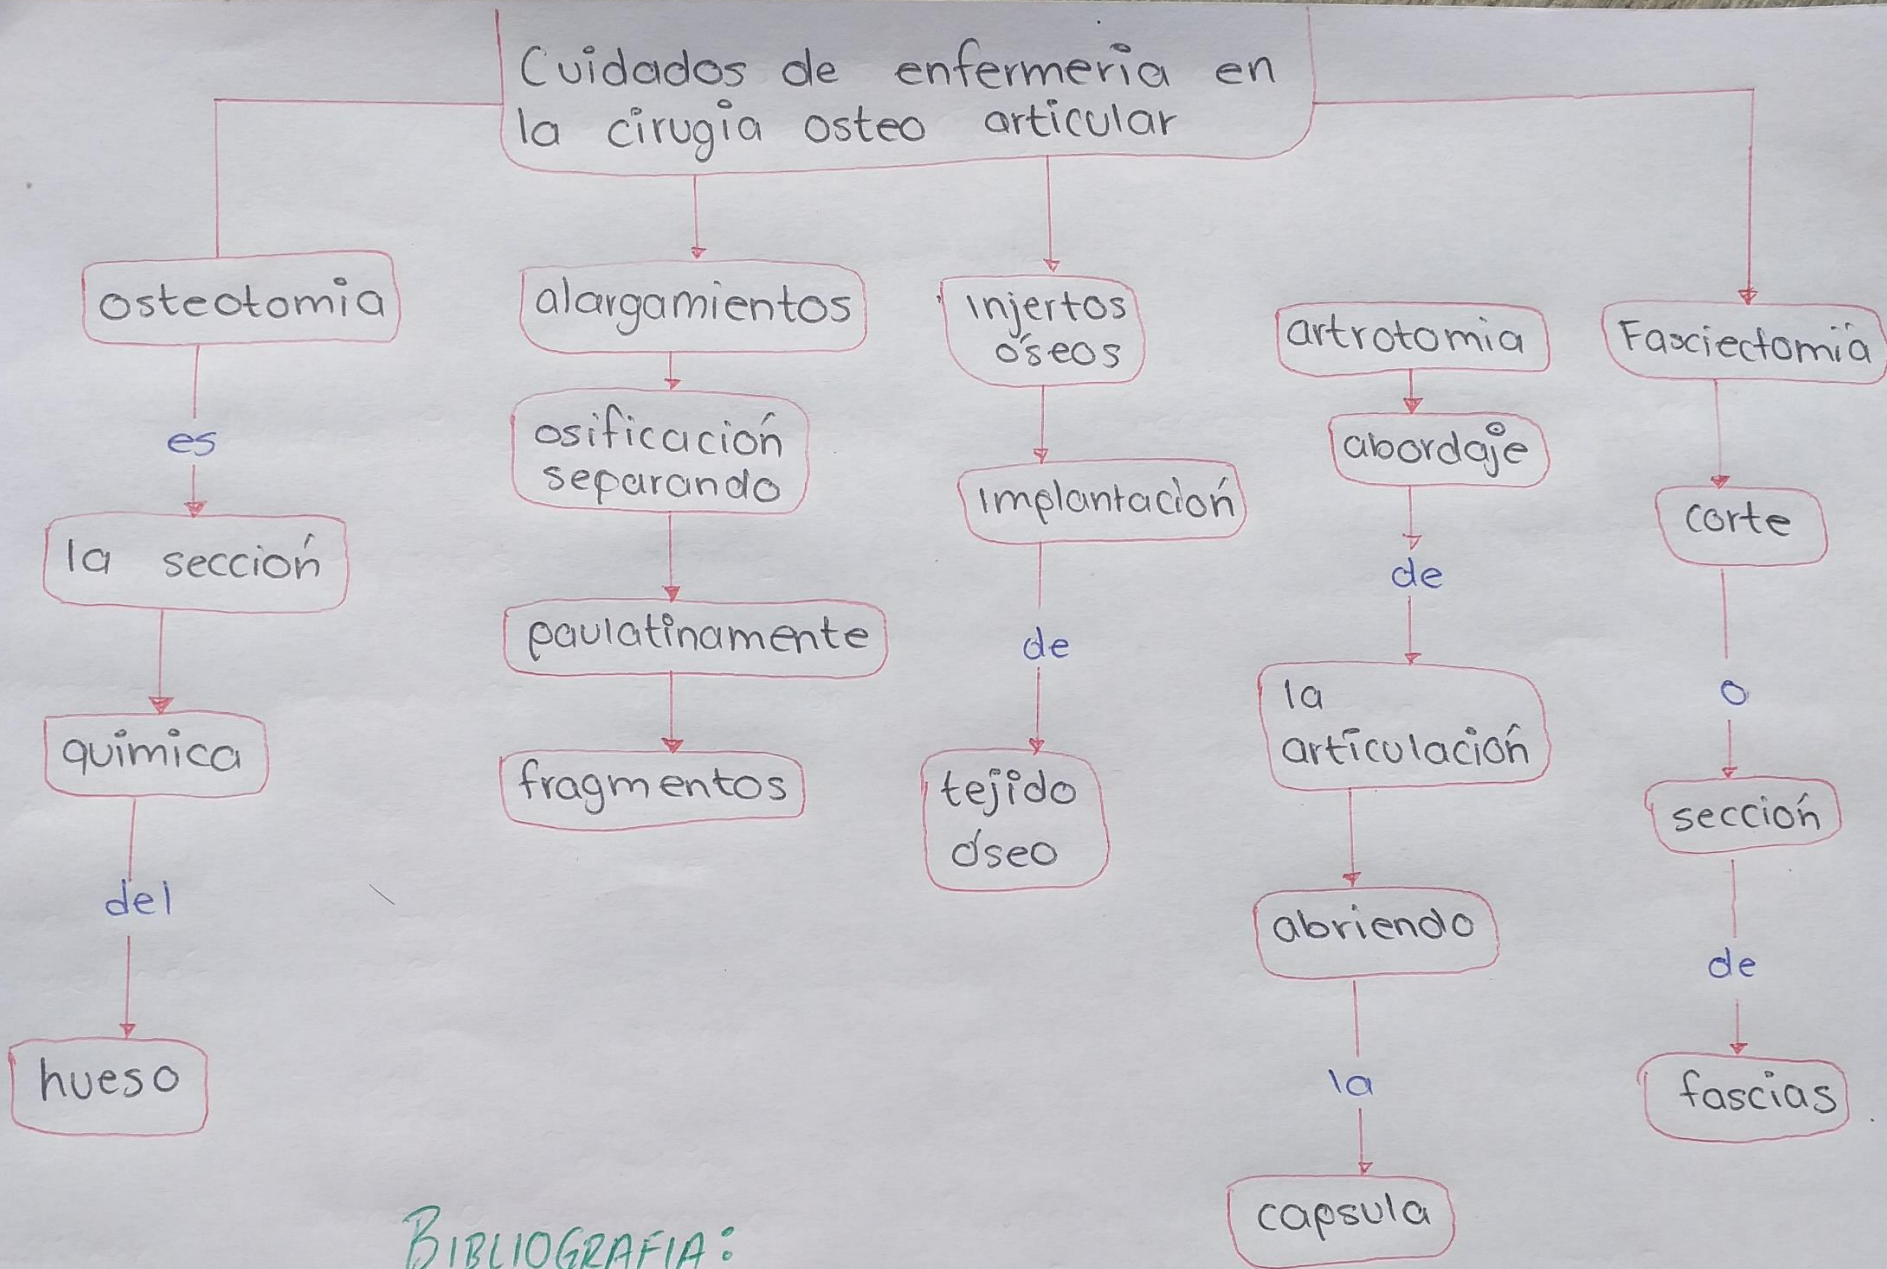 Cuidados de enfermeria en
la cirugia osteo articular
osteotomia
es
la sección
quimica
del
hueso
alargamientos
osificación
separando
paulatinamente
fragmentos
injertos
óseos
implantación
de
tejido
óseo
artrotomia
abordaje
de
la
articulación
abriendo
la
capsula
Fasciectomía
corte
o
sección
de
fascias
BIBLIOGRAFIA: